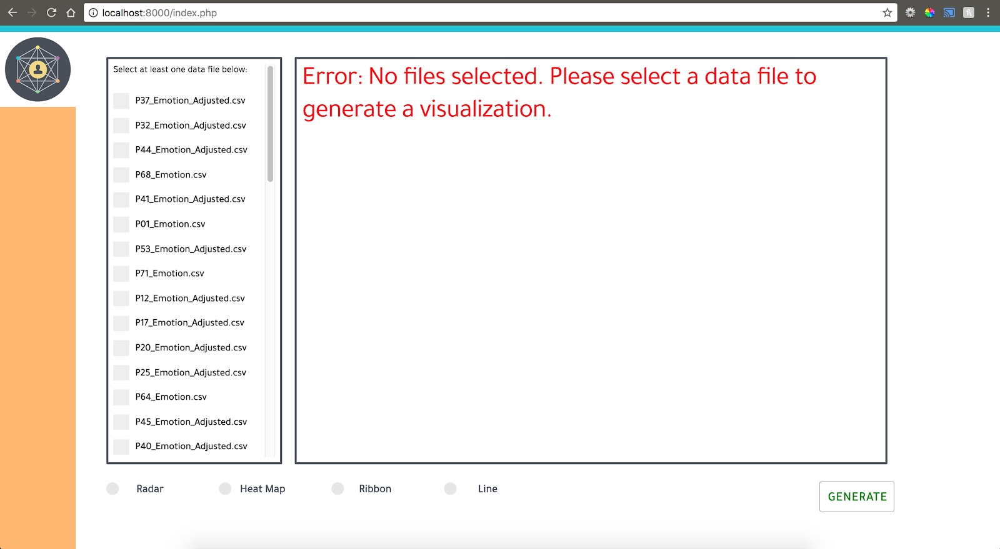 localhost:8000/index.php
Select at least one data file below:
P37_Emotion_Adjusted.csv
P32_Emotion_Adjusted.csv
P44_Emotion_Adjusted.csv
P68_Emotion.csv
P41_Emotion_Adjusted.csv
P01_Emotion.csv
P53_Emotion_Adjusted.csv
P71_Emotion.csv
P12_Emotion_Adjusted.csv
P17_Emotion_Adjusted.csv
P20_Emotion_Adjusted.csv
P25_Emotion_Adjusted.csv
P64_Emotion.csv
P45_Emotion_Adjusted.csv
P40_Emotion_Adjusted.csv
Error: No files selected. Please select a data file to
generate a visualization.
Radar
Heat Map
Ribbon
Line
GENERATE